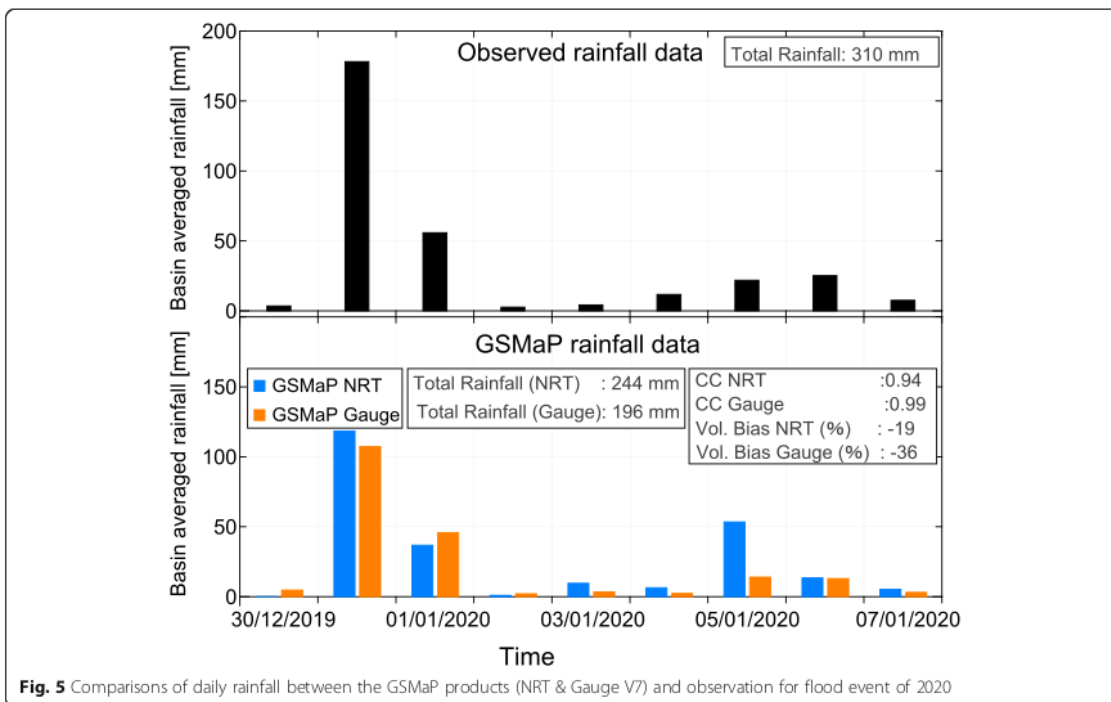 Observed rainfall data
Total Rainfall: 310 mm
Basin averaged rainfall [mm]
200
150
100
50
0
GSMaP rainfall data
GSMaP NRT
GSMaP Gauge
Total Rainfall (NRT) : 244 mm
Total Rainfall (Gauge): 196 mm
CC NRT :0.94
CC Gauge :0.99
Vol. Bias NRT (%) : -19
Vol. Bias Gauge (%) : -36
Basin averaged rainfall [mm]
150
100
50
0
30/12/2019 01/01/2020 03/01/2020 05/01/2020 07/01/2020
Time
Fig. 5 Comparisons of daily rainfall between the GSMaP products (NRT & Gauge V7) and observation for flood event of 2020